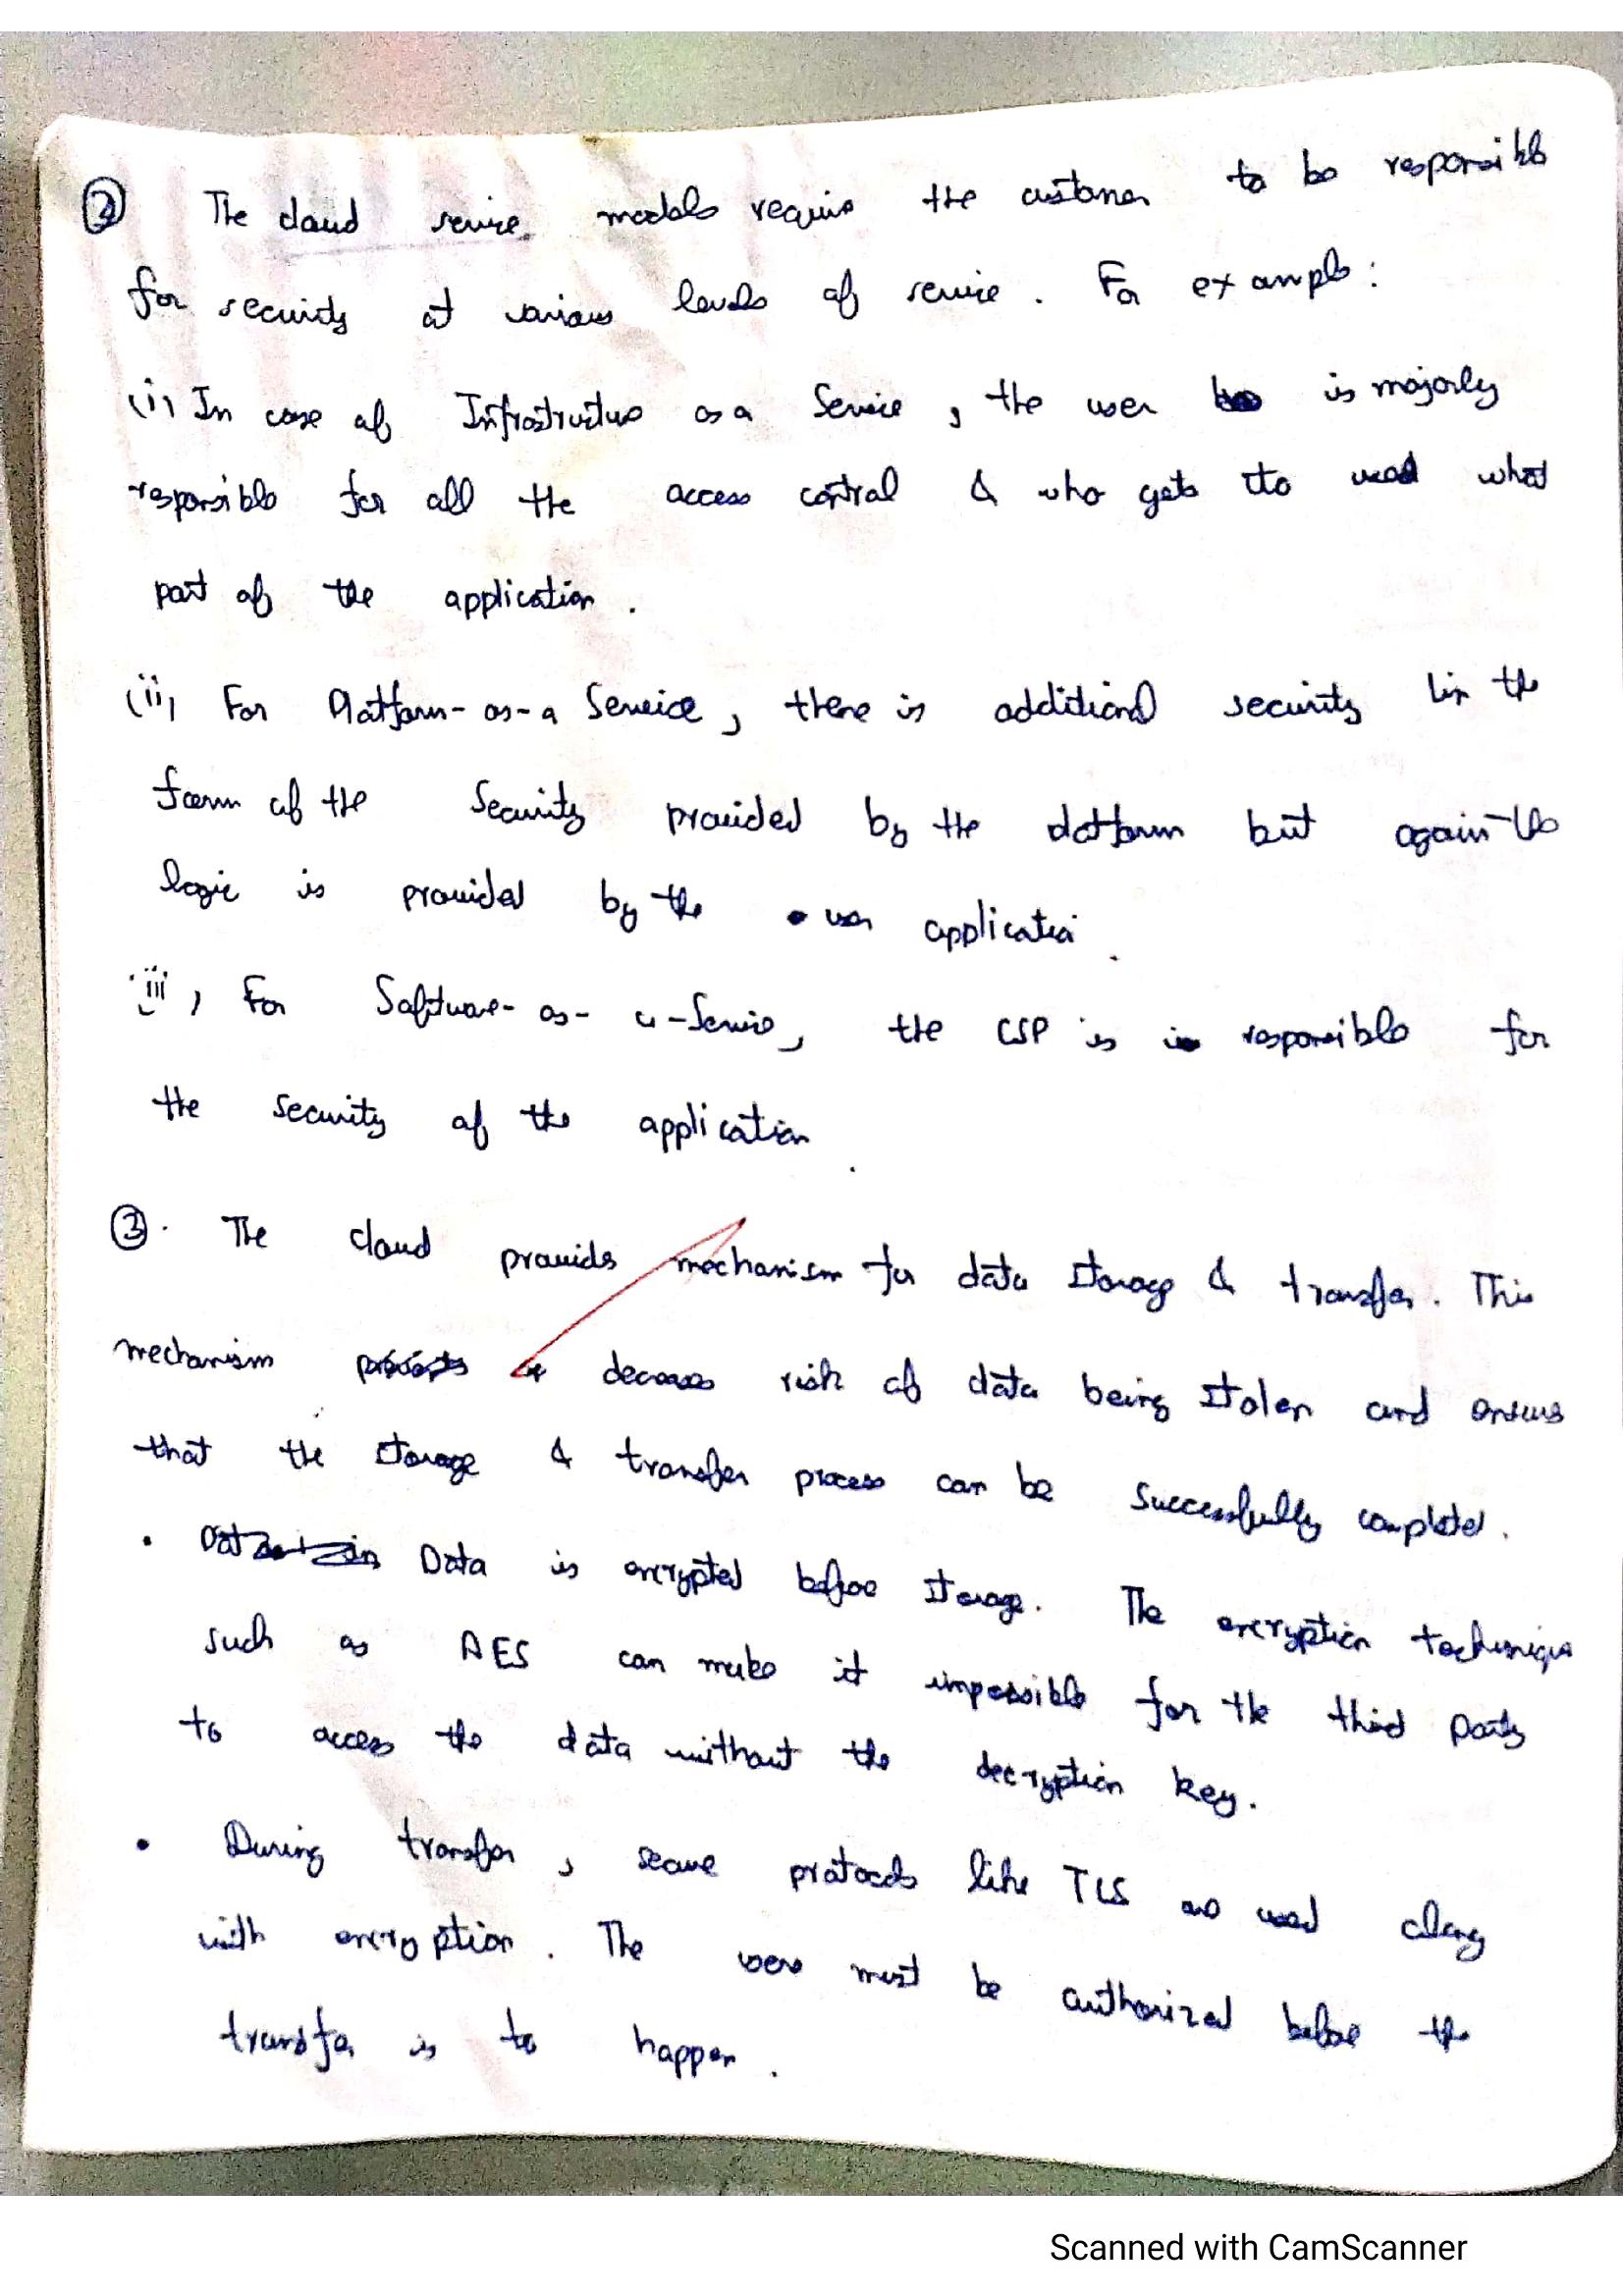 ② The cloud service models require the customer to be responsible
for security at various levels of service. For example:
(i) In case of Infrastructure as a Service, the user is majorly
responsible for all the access control & who gets to used what
part of the application.
(ii) For Platform-as-a Service, there is additional security in the
form of the Security provided by the platform but again the
logic is provided by the user application.
(iii) For Software-as-a-Service, the CSP is responsible for
the security of the application.
③. The cloud provides mechanism for data storage & transfer. This
mechanism decreases risk of data being stolen and ensures
that the storage & transfer process can be successfully completed.
• Data is encrypted before storage. The encryption technique
such as AES can make it impossible for the third party
to access the data without the decryption key.
• During transfer, secure protocols like TLS are used along
with encryption. The users must be authorized before the
transfer is to happen.
Scanned with CamScanner